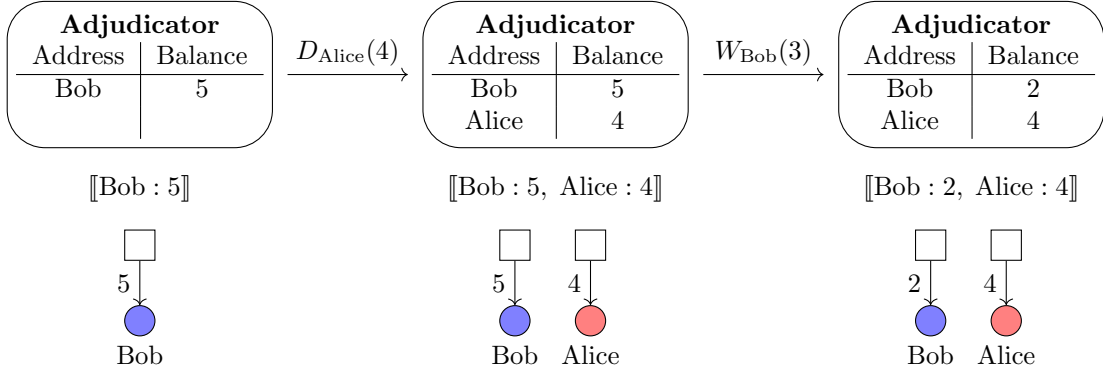 Adjudicator
Address Balance
Bob 5
D_Alice(4)
Adjudicator
Address Balance
Bob 5
Alice 4
W_Bob(3)
Adjudicator
Address Balance
Bob 2
Alice 4
⟦Bob : 5⟧
⟦Bob : 5, Alice : 4⟧
⟦Bob : 2, Alice : 4⟧
5
Bob
5 4
Bob Alice
2 4
Bob Alice